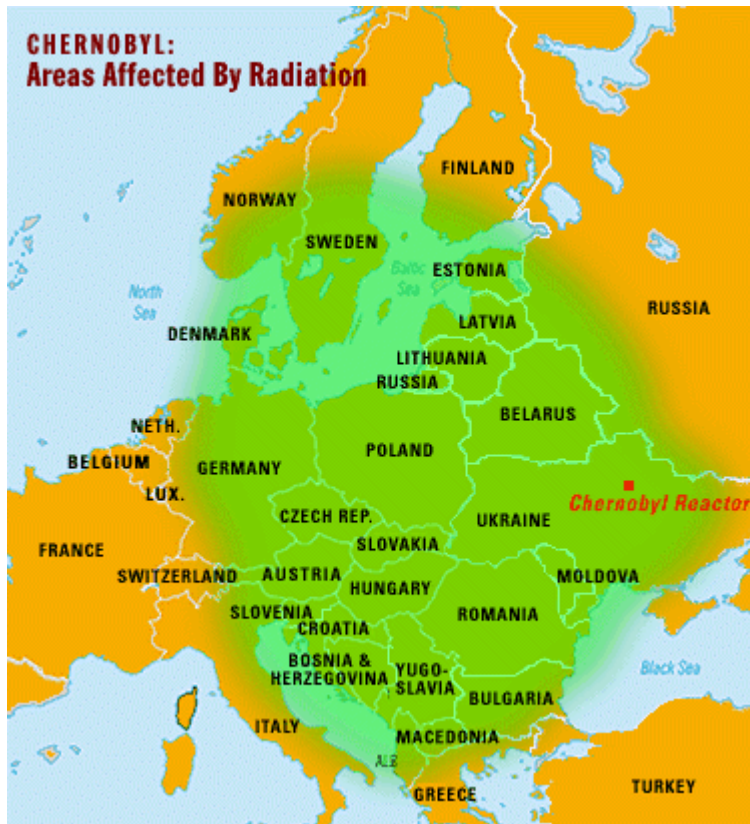 CHERNOBYL:
Areas Affected By Radiation
FINLAND
NORWAY
SWEDEN
Baltic
Sea
ESTONIA
North
Sea
RUSSIA
LATVIA
DENMARK
LITHUANIA
RUSSIA
BELARUS
NETH.
POLAND
BELGIUM
GERMANY
LUX.
Chernobyl Reactor
CZECH REP.
UKRAINE
FRANCE
SLOVAKIA
SWITZERLAND
AUSTRIA
MOLDOVA
HUNGARY
SLOVENIA
ROMANIA
CROATIA
BOSNIA &
HERZEGOVINA
YUGO-
SLAVIA
Black Sea
BULGARIA
ITALY
MACEDONIA
ALB
GREECE
TURKEY